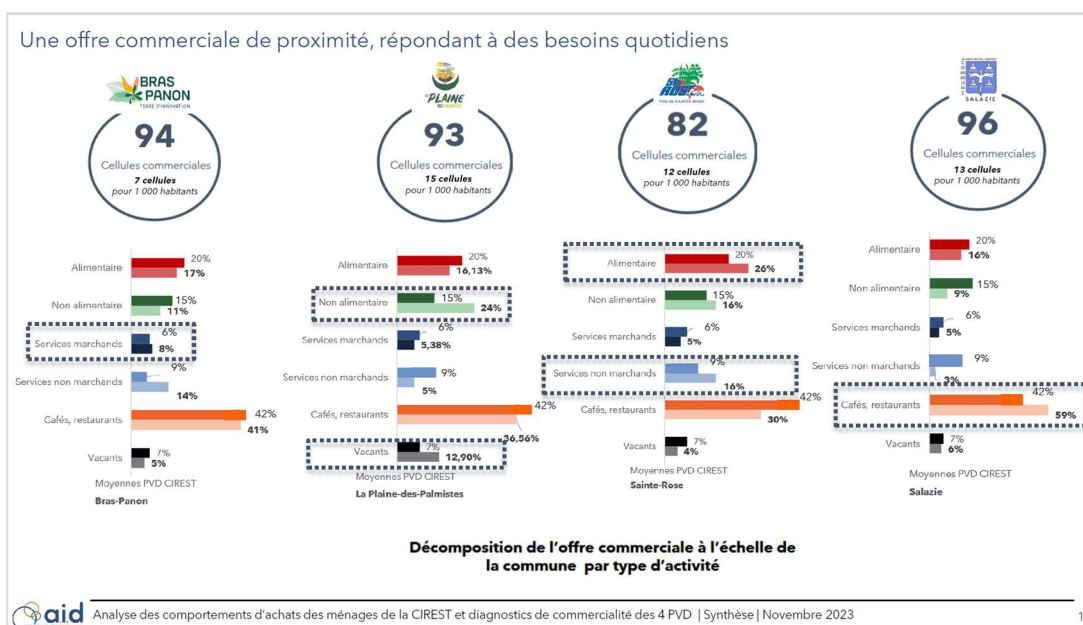 Une offre commerciale de proximité, répondant à des besoins quotidiens
BRAS
PANON
TERRE D'INNOVATION
94
Cellules commerciales
7 cellules
pour 1 000 habitants
PLAINE
93
Cellules commerciales
15 cellules
pour 1 000 habitants
Ville de SAINTE-ROSE
82
Cellules commerciales
12 cellules
pour 1 000 habitants
COMMUNE
SALAZIE
96
Cellules commerciales
13 cellules
pour 1 000 habitants
Alimentaire 20%
17%
Non alimentaire 15%
11%
Services marchands 6%
8%
Services non marchands 9%
14%
Cafés, restaurants 42%
41%
Vacants 7%
5%
Moyennes PVD CIREST
Bras-Panon
Alimentaire 20%
16,13%
Non alimentaire 15%
24%
Services marchands 6%
5,38%
Services non marchands 9%
5%
Cafés, restaurants 42%
36,56%
Vacants 7%
12,90%
Moyennes PVD CIREST
La Plaine-des-Palmistes
Alimentaire 20%
26%
Non alimentaire 15%
16%
Services marchands 6%
5%
Services non marchands 9%
16%
Cafés, restaurants 42%
30%
Vacants 7%
4%
Moyennes PVD CIREST
Sainte-Rose
Alimentaire 20%
16%
Non alimentaire 15%
9%
Services marchands 6%
5%
Services non marchands 9%
3%
Cafés, restaurants 42%
59%
Vacants 7%
6%
Moyennes PVD CIREST
Salazie
Décomposition de l'offre commerciale à l'échelle de
la commune par type d'activité
aid
Analyse des comportements d'achats des ménages de la CIREST et diagnostics de commercialité des 4 PVD | Synthèse | Novembre 2023